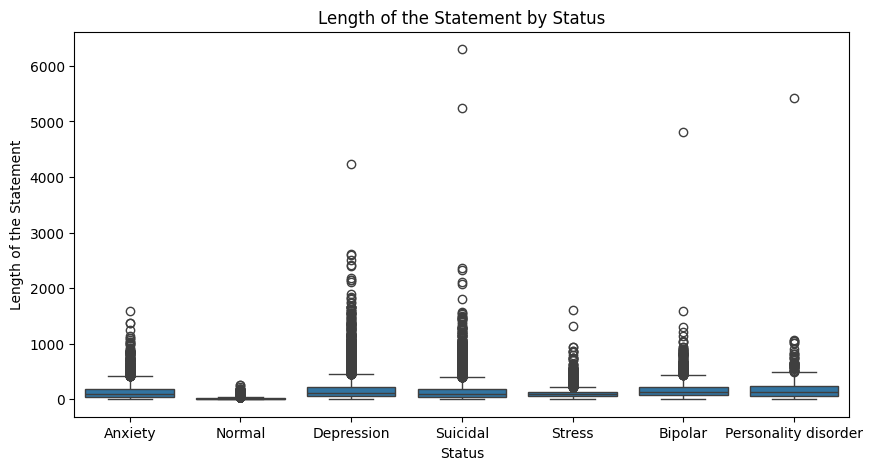 Length of the Statement by Status
Length of the Statement
6000
5000
4000
3000
2000
1000
0
Anxiety Normal Depression Suicidal Stress Bipolar Personality disorder
Status